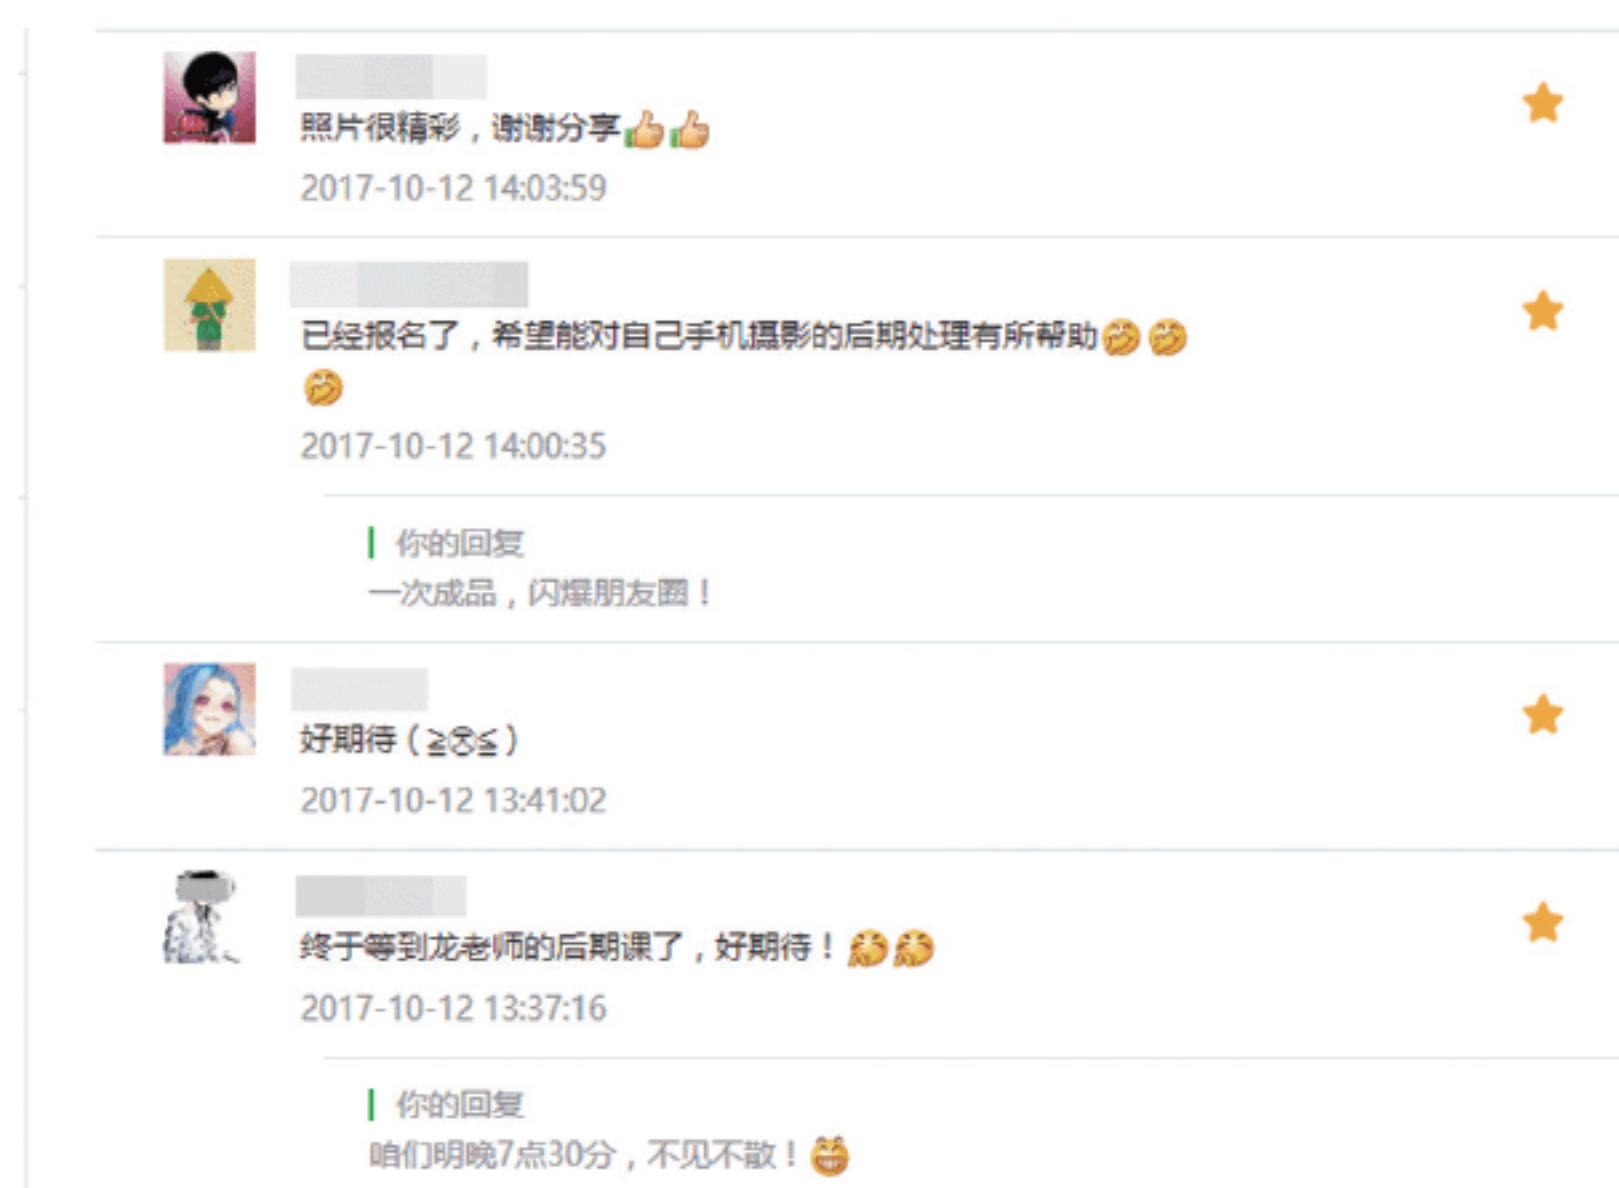 照片很精彩，谢谢分享👍👍
2017-10-12 14:03:59
已经报名了，希望能对自己手机摄影的后期处理有所帮助🤭🤭
🤭
2017-10-12 14:00:35
你的回复
一次成品，闪爆朋友圈！
好期待（≧㉨≦）
2017-10-12 13:41:02
终于等到龙老师的后期课了，好期待！🤗🤗
2017-10-12 13:37:16
你的回复
咱们明晚7点30分，不见不散！😁